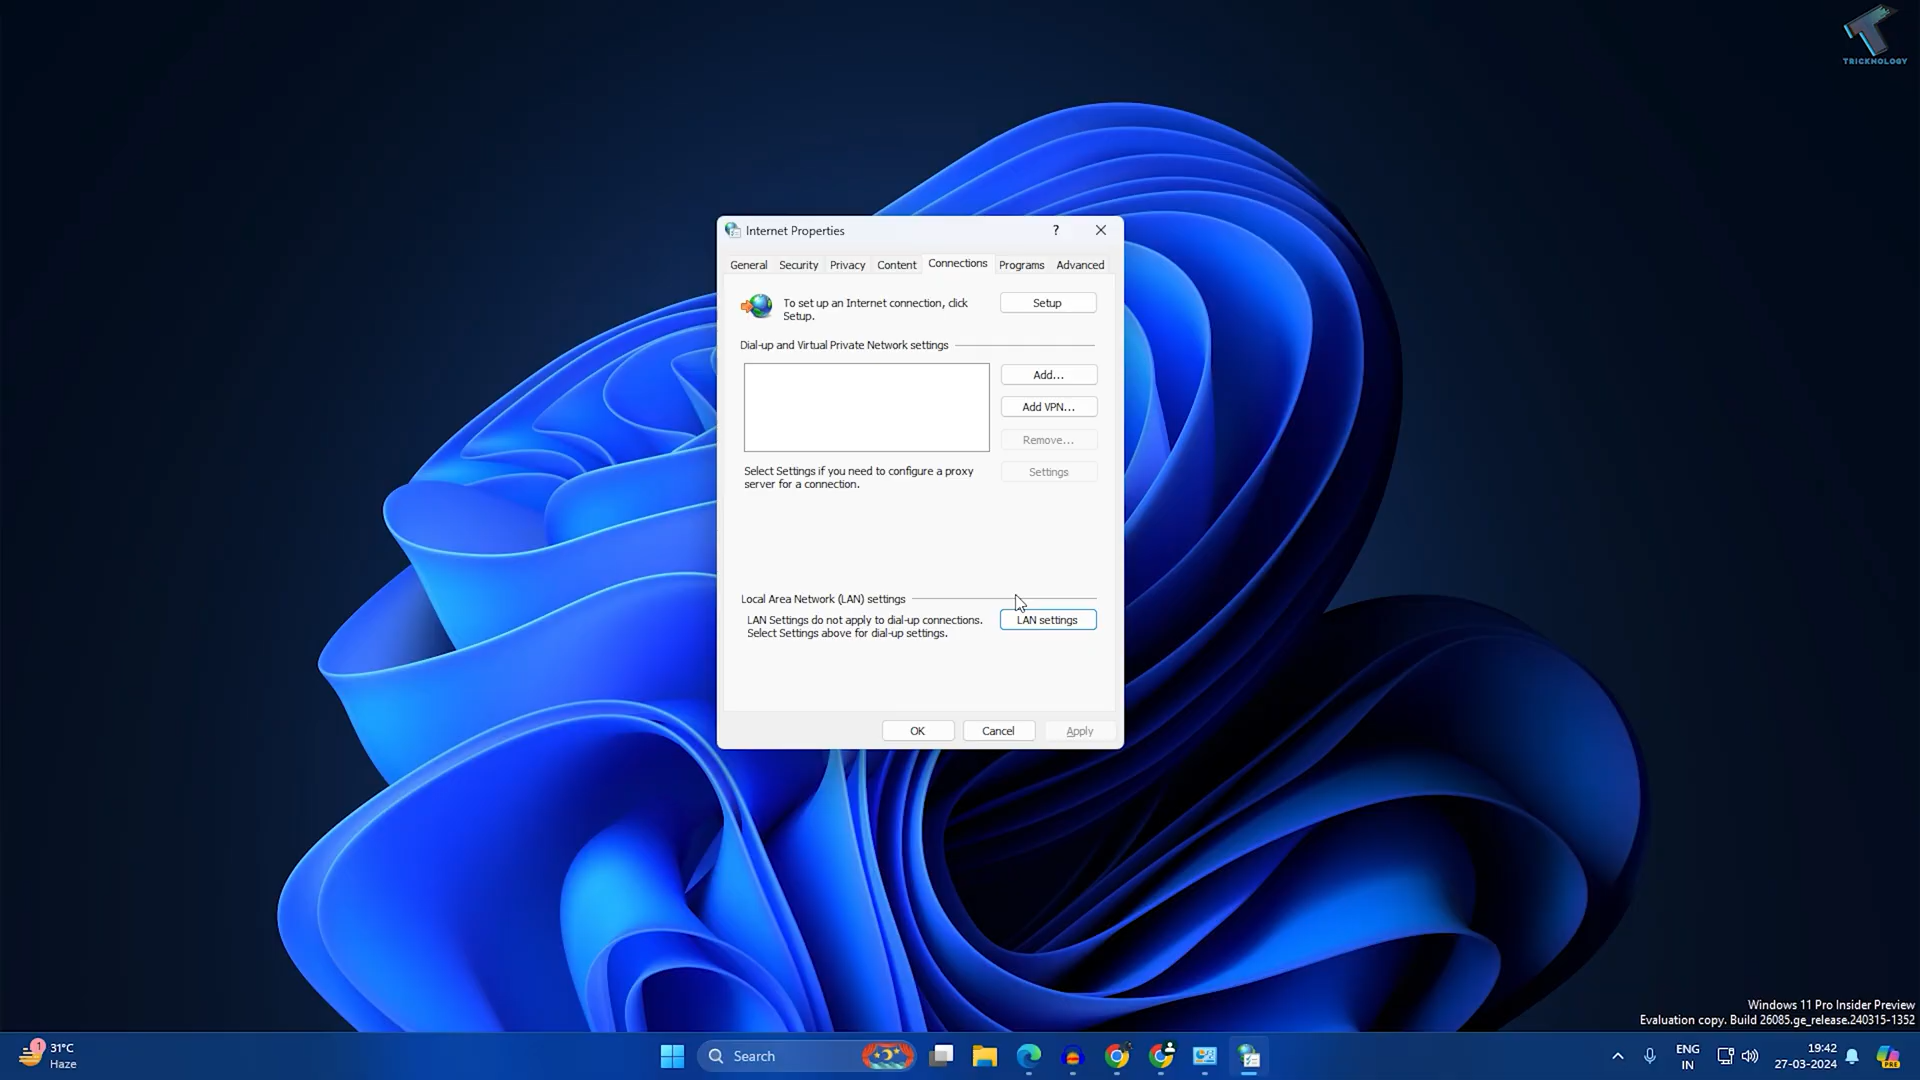 TRICKNOLOGY
Internet Properties
?
General Security Privacy Content Connections Programs Advanced
To set up an Internet connection, click
Setup.
Setup
Dial-up and Virtual Private Network settings
Add...
Add VPN...
Remove...
Select Settings if you need to configure a proxy
server for a connection.
Settings
Local Area Network (LAN) settings
LAN Settings do not apply to dial-up connections.
Select Settings above for dial-up settings.
LAN settings
OK Cancel Apply
Windows 11 Pro Insider Preview
Evaluation copy. Build 26085.ge_release.240315-1352
1
31°C
Haze
Search
ENG
IN
19:42
27-03-2024
PRE